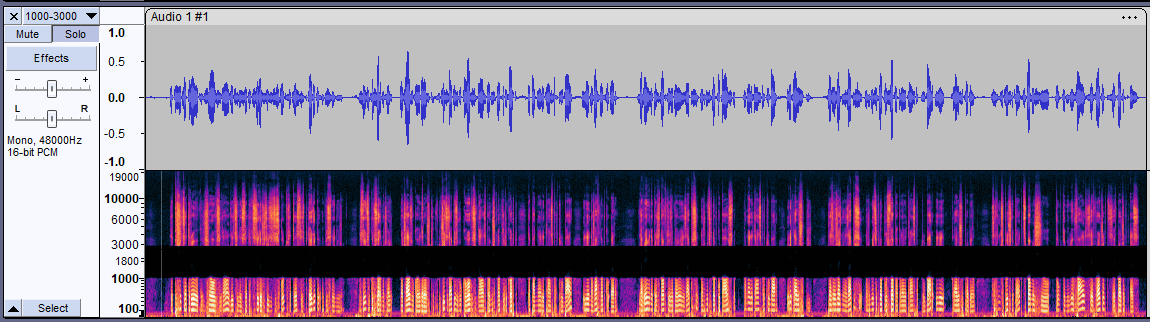 1000-3000
Audio 1 #1
Mute
Solo
Effects
- +
L R
Mono, 48000Hz
16-bit PCM
Select
1.0
0.5
0.0
-0.5
-1.0
19000
10000
6000
3000
1800
1000
100